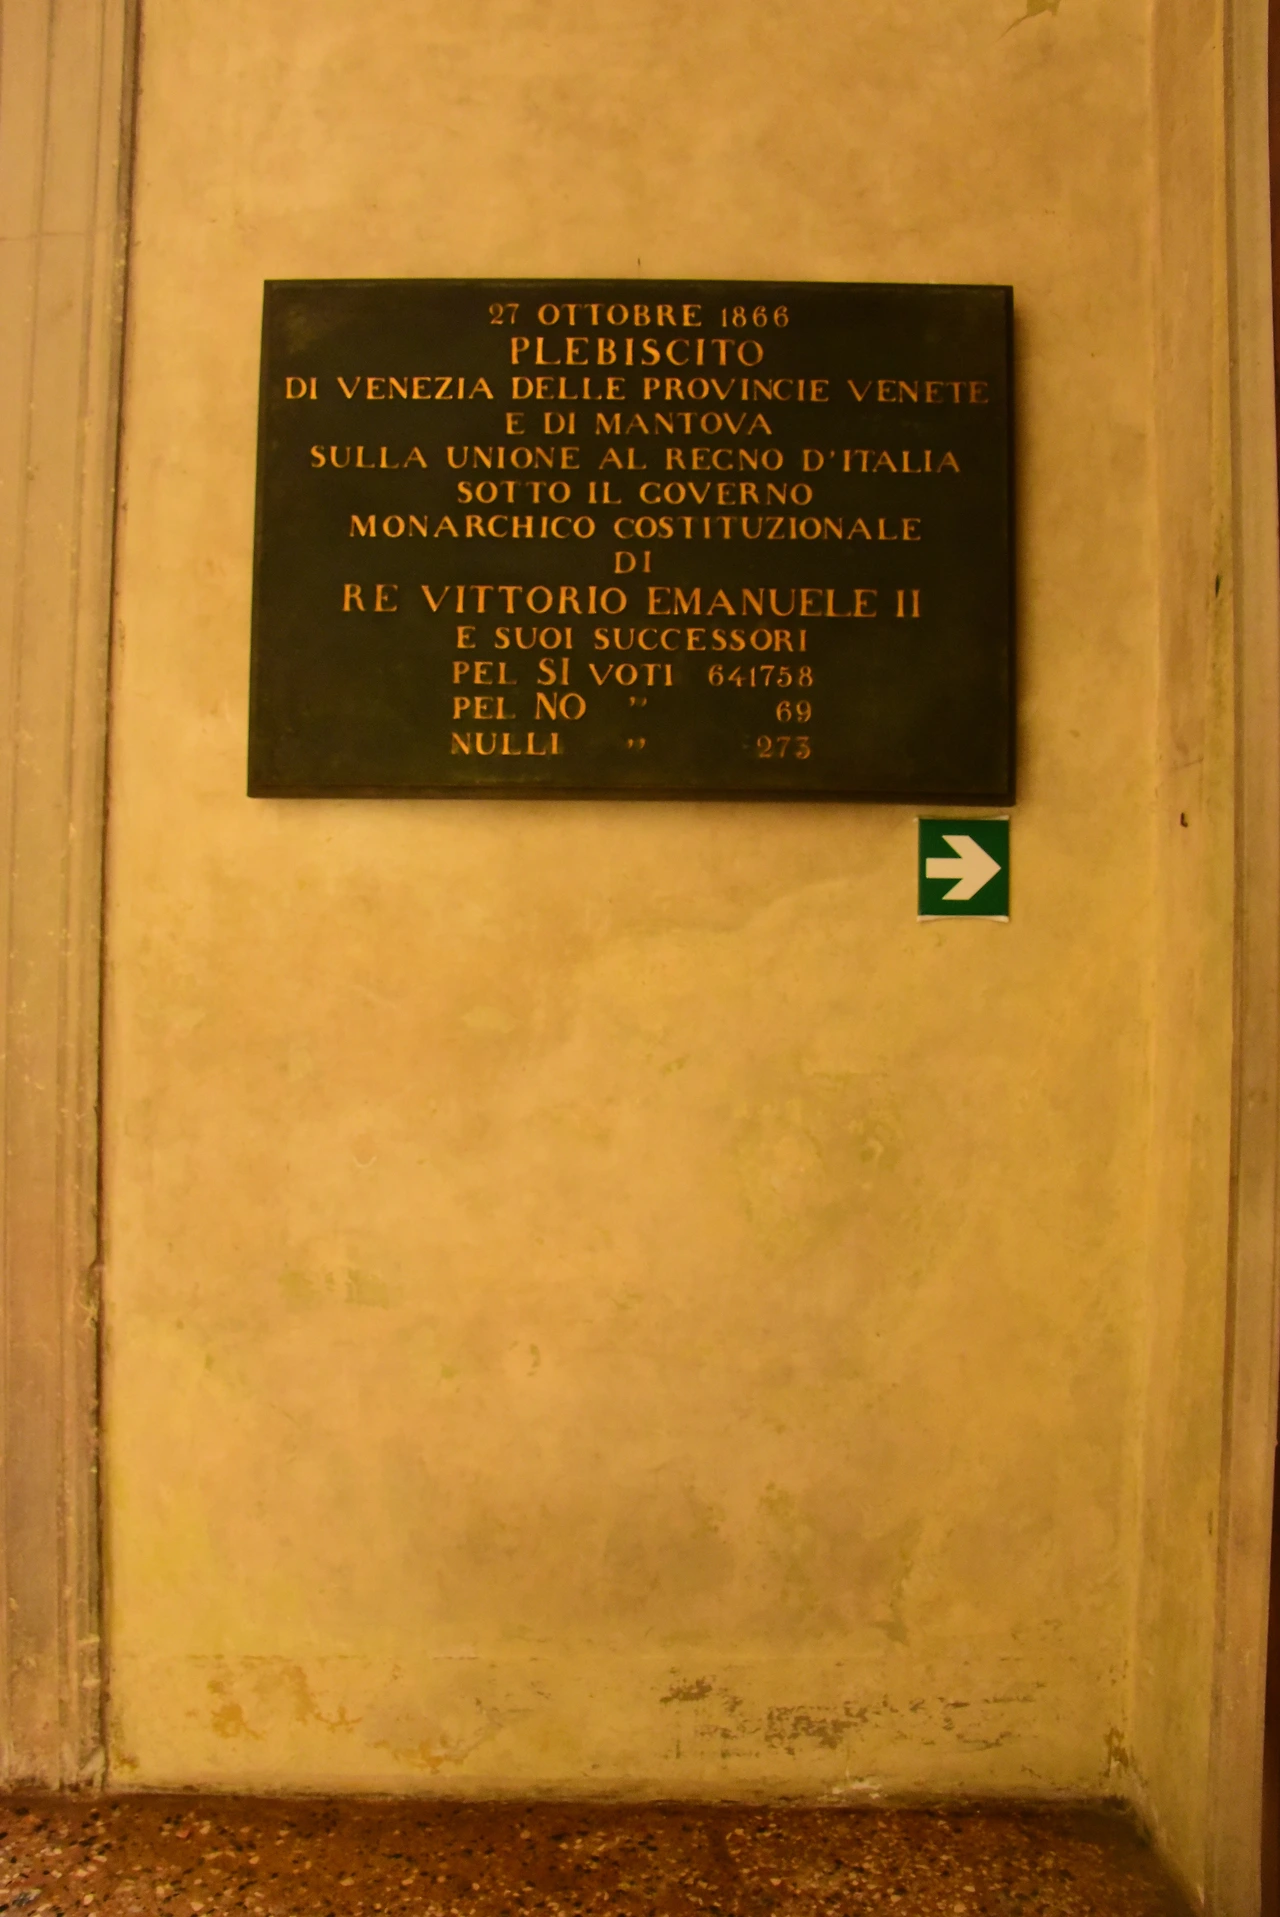 27 OTTOBRE 1866
PLEBISCITO
DI VENEZIA DELLE PROVINCIE VENETE
E DI MANTOVA
SULLA UNIONE AL REGNO D'ITALIA
SOTTO IL GOVERNO
MONARCHICO COSTITUZIONALE
DI
RE VITTORIO EMANUELE II
E SUOI SUCCESSORI
PEL SI VOTI 641758
PEL NO " 69
NULLI " 273